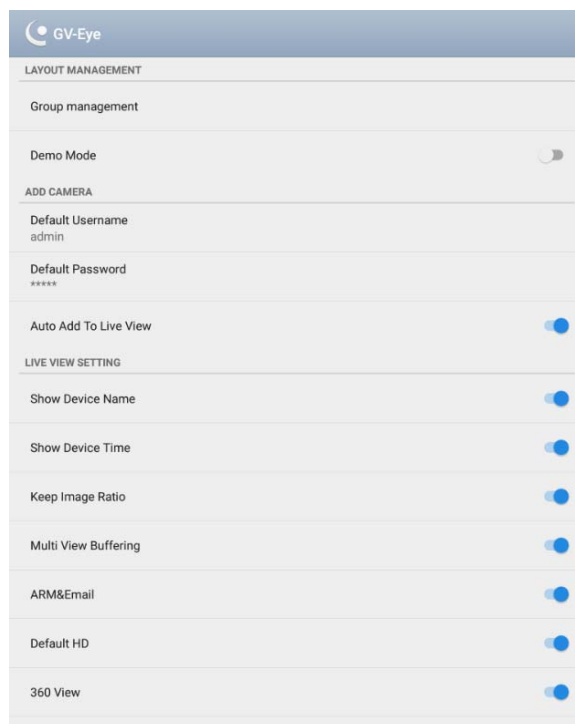 GV-Eye
LAYOUT MANAGEMENT
Group management
Demo Mode
ADD CAMERA
Default Username
admin
Default Password
*****
Auto Add To Live View
LIVE VIEW SETTING
Show Device Name
Show Device Time
Keep Image Ratio
Multi View Buffering
ARM&Email
Default HD
360 View